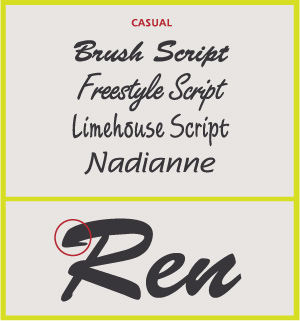 CASUAL
Brush Script
Freestyle Script
Limehouse Script
Nadianne
Ren